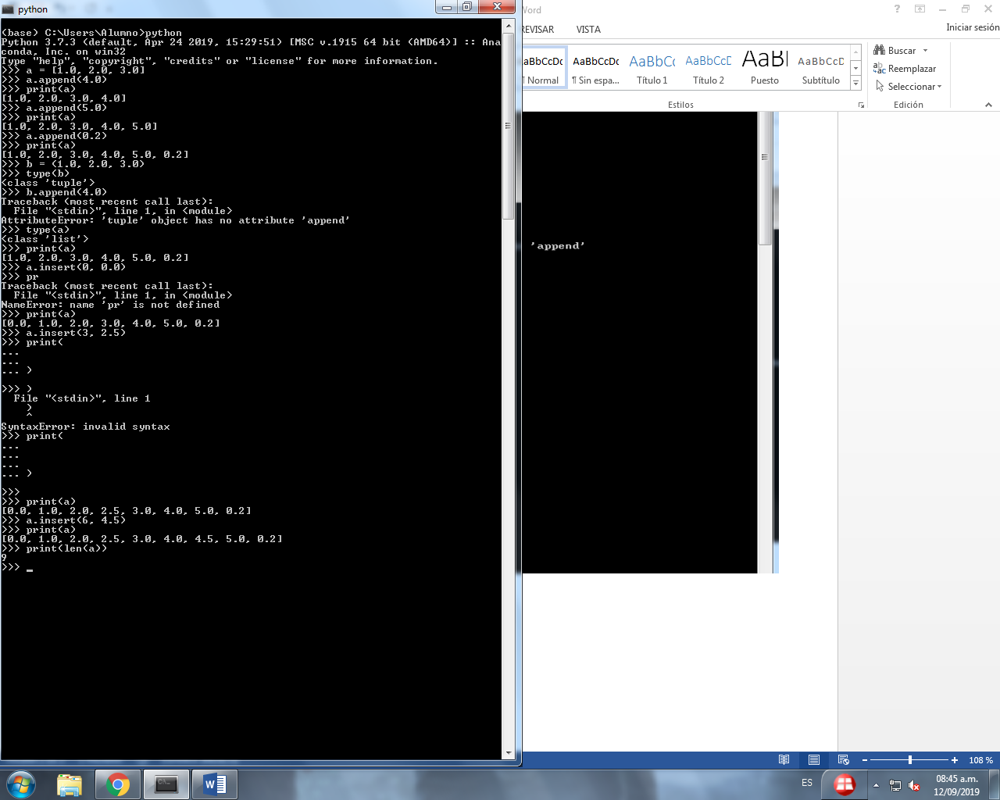 python
(base) C:\Users\Alumno>python
Python 3.7.3 (default, Apr 24 2019, 15:29:51) [MSC v.1915 64 bit (AMD64)] :: Ana
conda, Inc. on win32
Type "help", "copyright", "credits" or "license" for more information.
>>> a = [1.0, 2.0, 3.0]
>>> a.append(4.0)
>>> print(a)
[1.0, 2.0, 3.0, 4.0]
>>> a.append(5.0)
>>> print(a)
[1.0, 2.0, 3.0, 4.0, 5.0]
>>> a.append(0.2)
>>> print(a)
[1.0, 2.0, 3.0, 4.0, 5.0, 0.2]
>>> b = (1.0, 2.0, 3.0)
>>> type(b)
<class 'tuple'>
>>> b.append(4.0)
Traceback (most recent call last):
  File "<stdin>", line 1, in <module>
AttributeError: 'tuple' object has no attribute 'append'
>>> type(a)
<class 'list'>
>>> print(a)
[1.0, 2.0, 3.0, 4.0, 5.0, 0.2]
>>> a.insert(0, 0.0)
>>> pr
Traceback (most recent call last):
  File "<stdin>", line 1, in <module>
NameError: name 'pr' is not defined
>>> print(a)
[0.0, 1.0, 2.0, 3.0, 4.0, 5.0, 0.2]
>>> a.insert(3, 2.5)
>>> print(
...
...
... )
>>> )
  File "<stdin>", line 1
    )
    ^
SyntaxError: invalid syntax
>>> print(
...
...
...
... )
>>>
>>> print(a)
[0.0, 1.0, 2.0, 2.5, 3.0, 4.0, 5.0, 0.2]
>>> a.insert(6, 4.5)
>>> print(a)
[0.0, 1.0, 2.0, 2.5, 3.0, 4.0, 4.5, 5.0, 0.2]
>>> print(len(a))
9
>>> _
Word
REVISAR VISTA
Iniciar sesión
AaBbCcDc AaBbCcDc AaBbCc AaBbCcD AaBl AaBbCcD
¶ Normal ¶ Sin espa... Título 1 Título 2 Puesto Subtítulo
Estilos
Buscar
Reemplazar
Seleccionar
Edición
'append'
108 %
ES
08:45 a.m.
12/09/2019